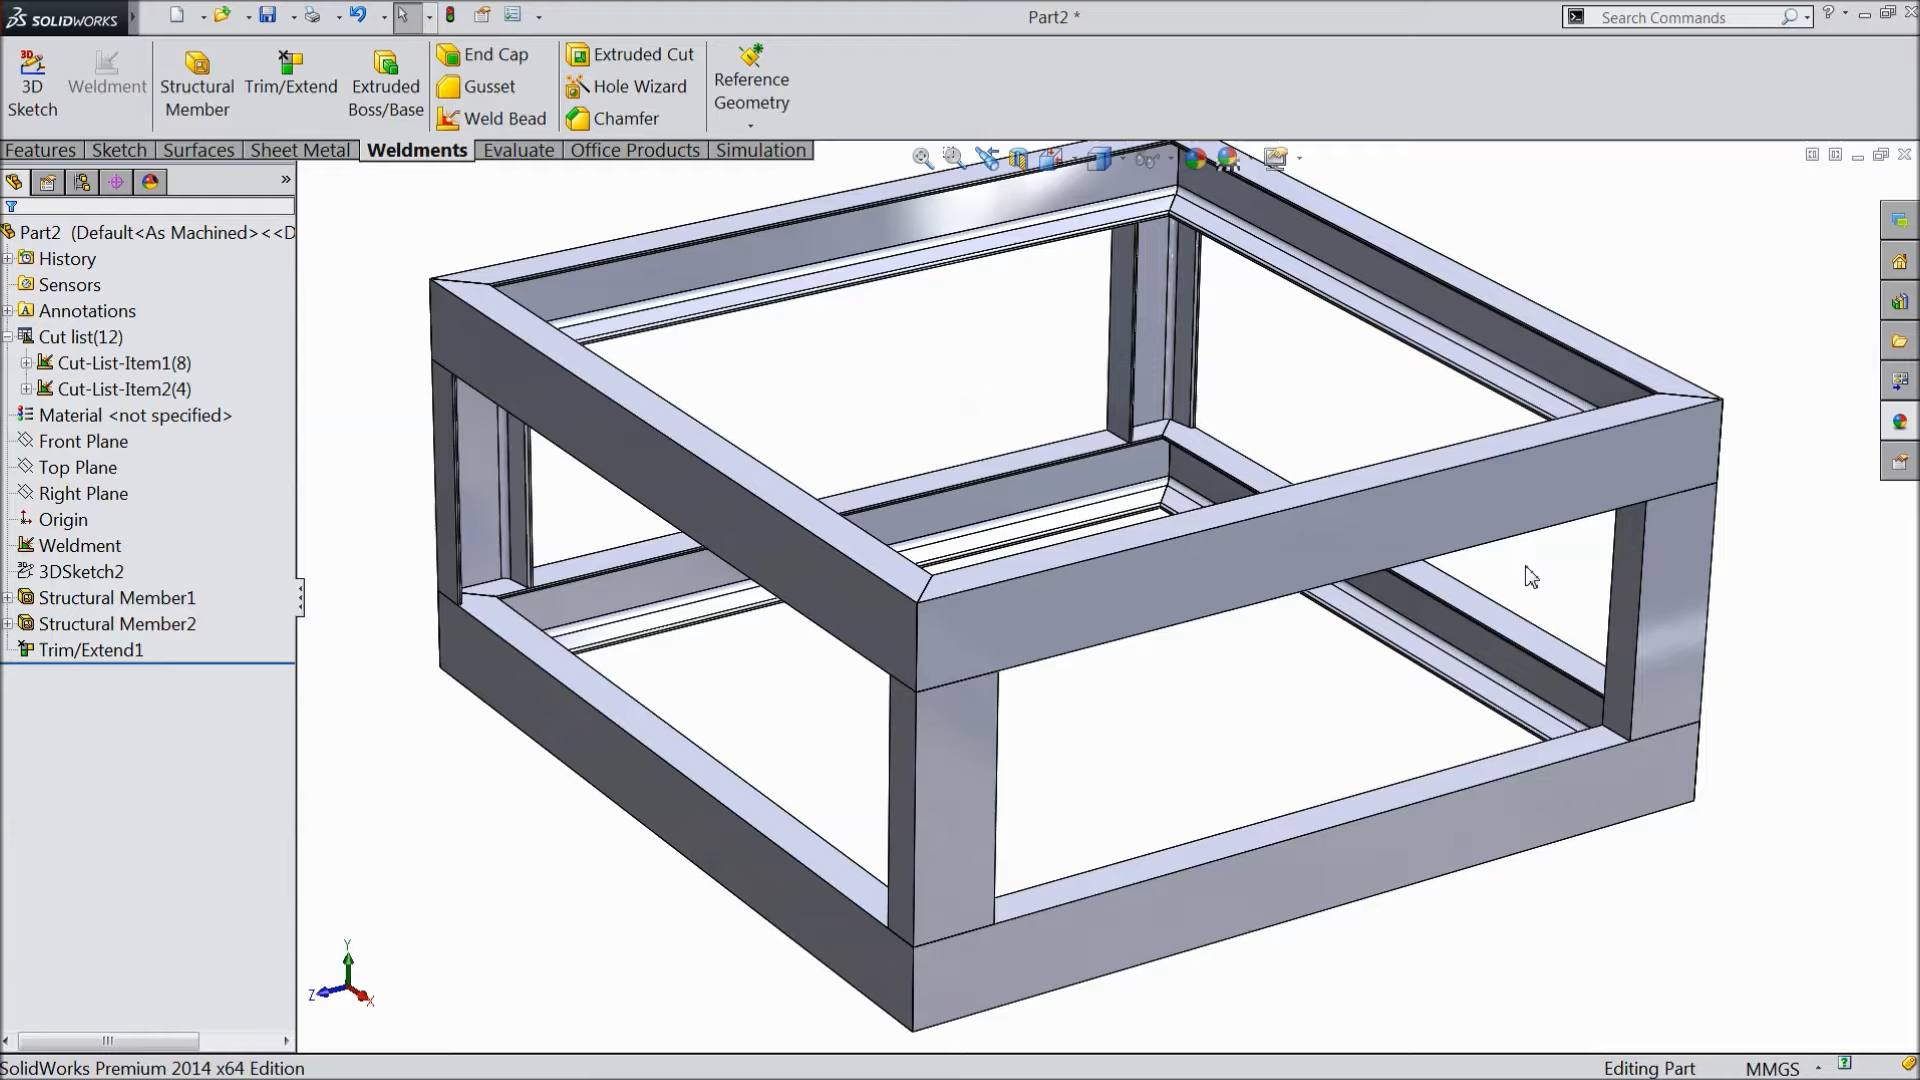 SOLIDWORKS
Part2 *
Search Commands
3D Sketch
Weldment
Structural Member
Trim/Extend
Extruded Boss/Base
End Cap
Gusset
Weld Bead
Extruded Cut
Hole Wizard
Chamfer
Reference Geometry
Features Sketch Surfaces Sheet Metal Weldments Evaluate Office Products Simulation
Part2 (Default<As Machined><<D
History
Sensors
Annotations
Cut list(12)
Cut-List-Item1(8)
Cut-List-Item2(4)
Material <not specified>
Front Plane
Top Plane
Right Plane
Origin
Weldment
3DSketch2
Structural Member1
Structural Member2
Trim/Extend1
Y
Z
X
SolidWorks Premium 2014 x64 Edition
Editing Part
MMGS